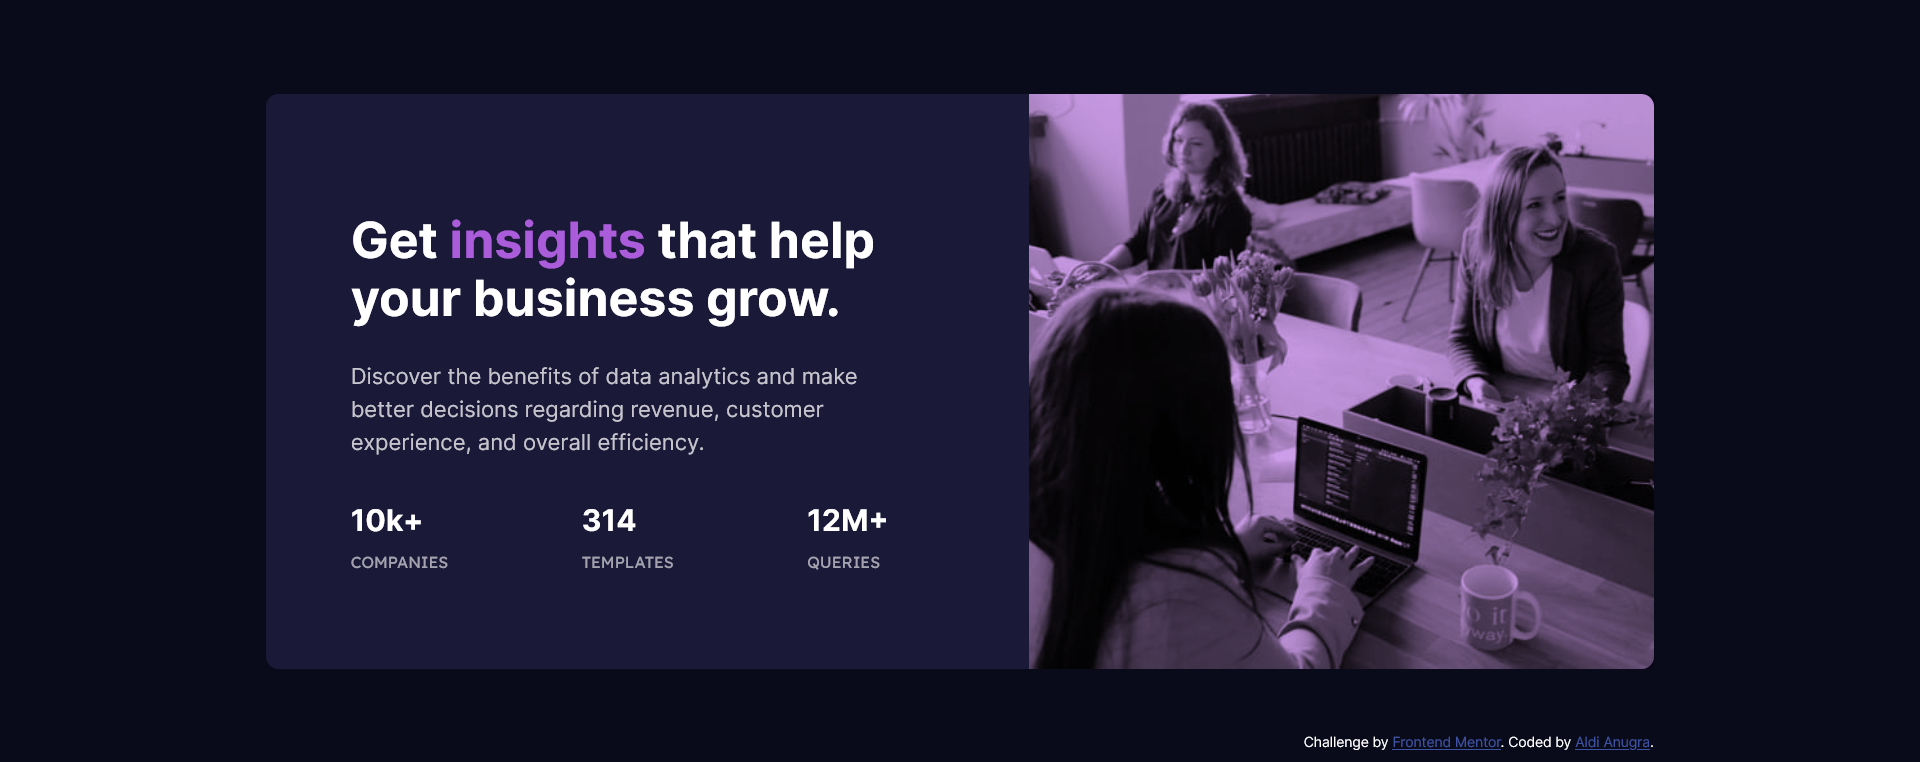 Get insights that help
your business grow.
Discover the benefits of data analytics and make
better decisions regarding revenue, customer
experience, and overall efficiency.
10k+ 314 12M+
COMPANIES TEMPLATES QUERIES
it
way.
Challenge by Frontend Mentor. Coded by Aldi Anugra.